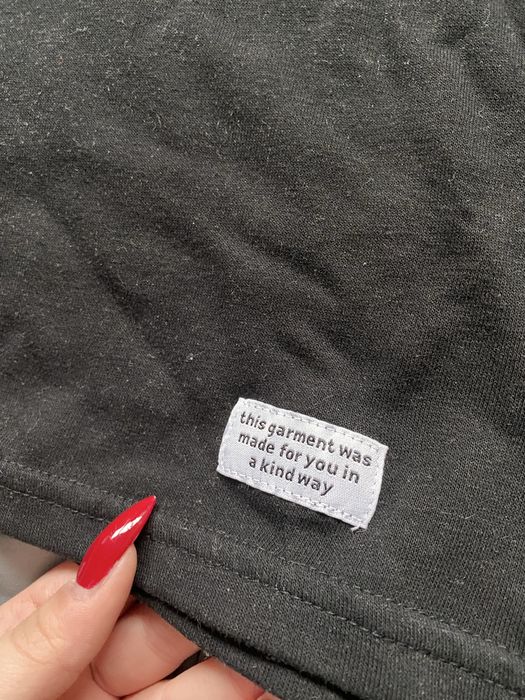 this garment was
made for you in
a kind way